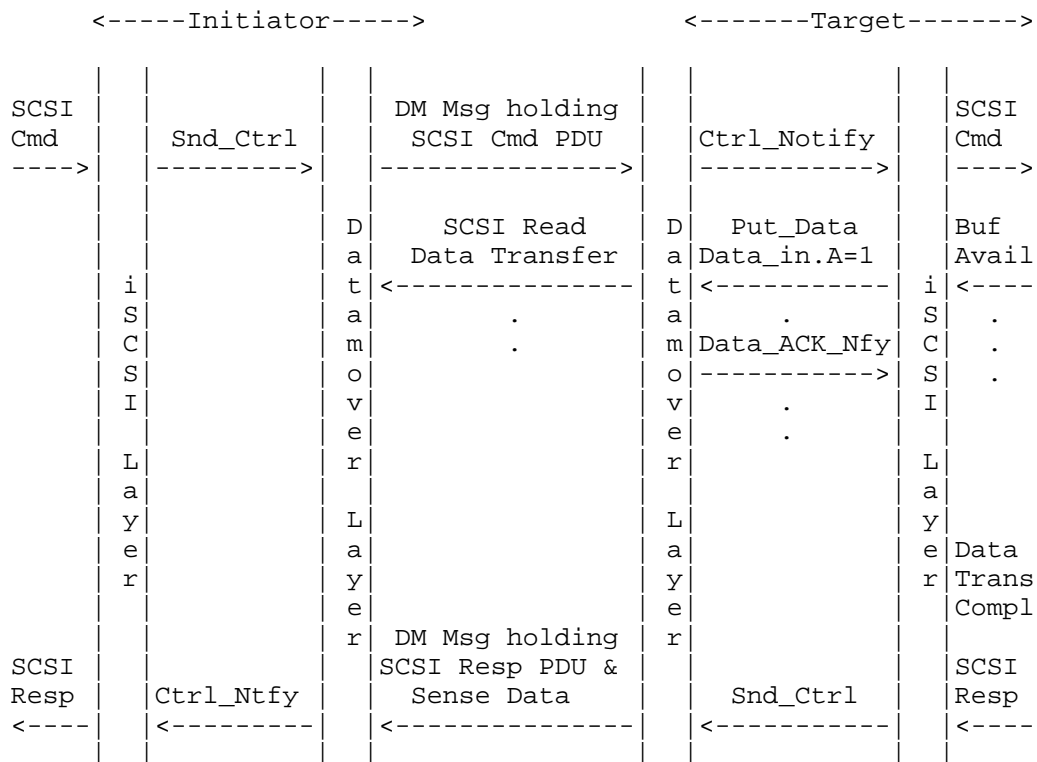 <-----Initiator----->                <-------Target------->
SCSI DM Msg holding SCSI
Cmd Snd_Ctrl SCSI Cmd PDU Ctrl_Notify Cmd
----> ---------> ---------------> -----------> ---->
D SCSI Read D Put_Data Buf
a Data Transfer a Data_in.A=1 Avail
i t <--------------- t <----------- i <----
S a . a . S .
C m . m Data_ACK_Nfy C .
S o o -----------> S .
I v v . I
e e .
L r r L
a a
y L L y
e a a e Data
r y y r Trans
e e Compl
r DM Msg holding r
SCSI SCSI Resp PDU & SCSI
Resp Ctrl_Ntfy Sense Data Snd_Ctrl Resp
<---- <--------- <--------------- <----------- <----